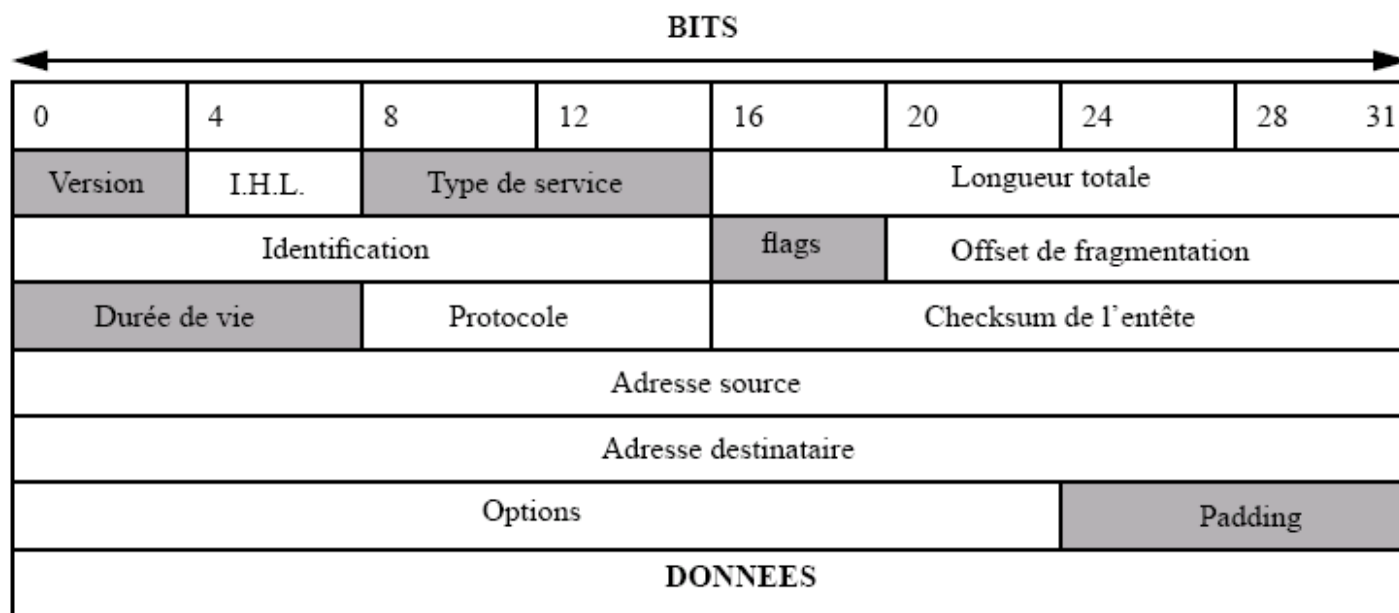 BITS
0 4 8 12 16 20 24 28 31
Version I.H.L. Type de service Longueur totale
Identification flags Offset de fragmentation
Durée de vie Protocole Checksum de l’entête
Adresse source
Adresse destinataire
Options Padding
DONNEES